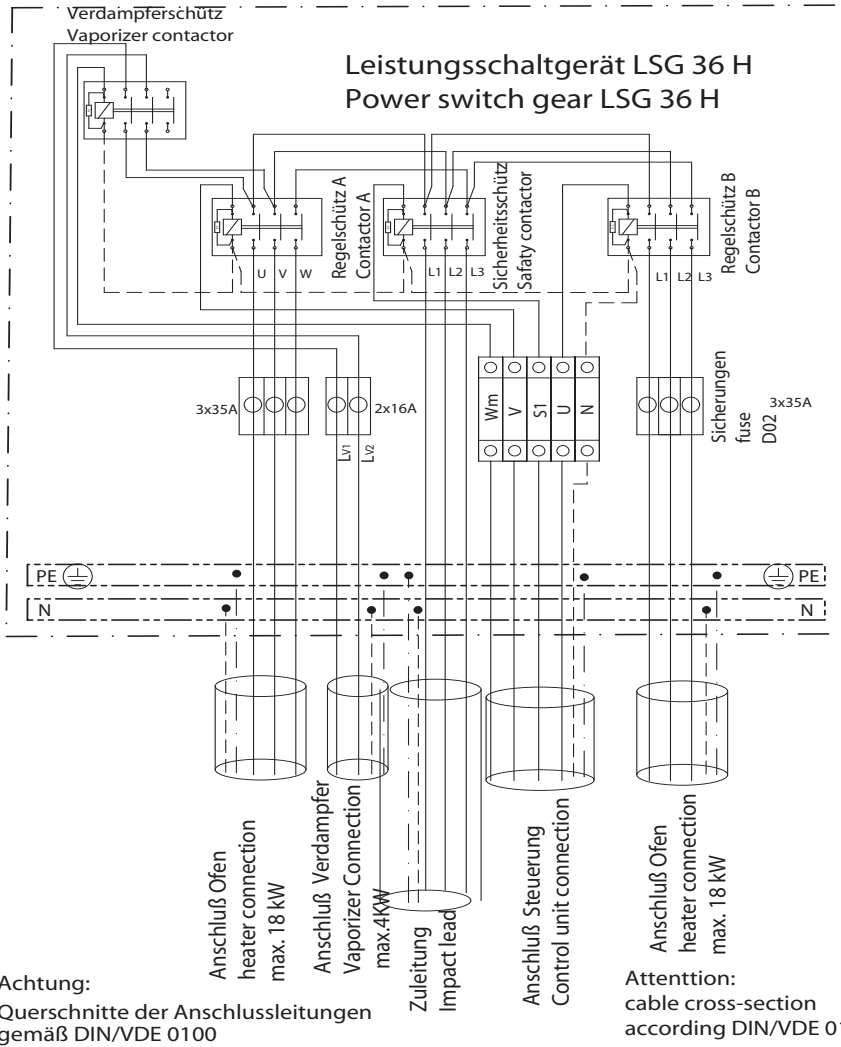 Verdampferschütz
Vaporizer contactor
Leistungsschaltgerät LSG 36 H
Power switch gear LSG 36 H
Regelschütz A
Contactor A
Sicherheitsschütz
Safaty contactor
Regelschütz B
Contactor B
U V W
L1 L2 L3
L1 L2 L3
3x35A
2x16A
LV1
LV2
Wm
V
S1
U
N
Sicherungen
fuse
D02
3x35A
PE
PE
N
N
Anschluß Ofen
heater connection
max. 18 kW
Anschluß Verdampfer
Vaporizer Connection
max.4KW
Zuleitung
Impact lead
Anschluß Steuerung
Control unit connection
Anschluß Ofen
heater connection
max. 18 kW
Achtung:
Querschnitte der Anschlussleitungen
gemäß DIN/VDE 0100
Attenttion:
cable cross-section
according DIN/VDE